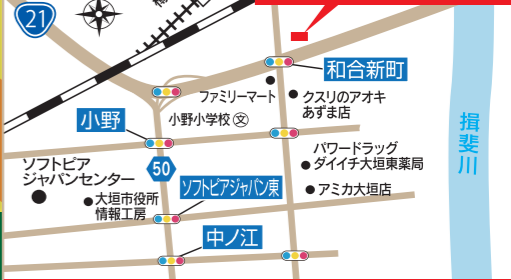 21
和合新町
ファミリーマート
クスリのアオキ
あずま店
小野
小野小学校 文
揖斐川
パワードラッグ
ダイイチ大垣東薬局
ソフトピア
ジャパンセンター
50
ソフトピアジャパン東
アミカ大垣店
大垣市役所
情報工房
中ノ江